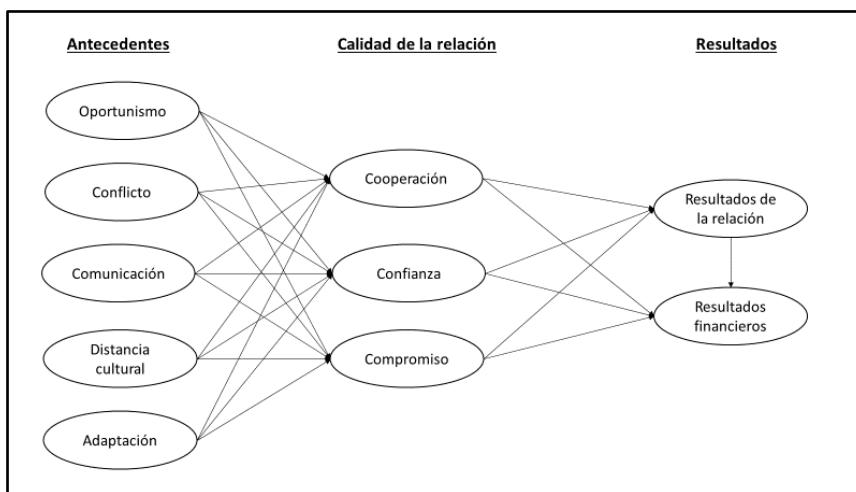 Antecedentes
Calidad de la relación
Resultados
Oportunismo
Conflicto
Comunicación
Distancia
cultural
Adaptación
Cooperación
Confianza
Compromiso
Resultados de
la relación
Resultados
financieros